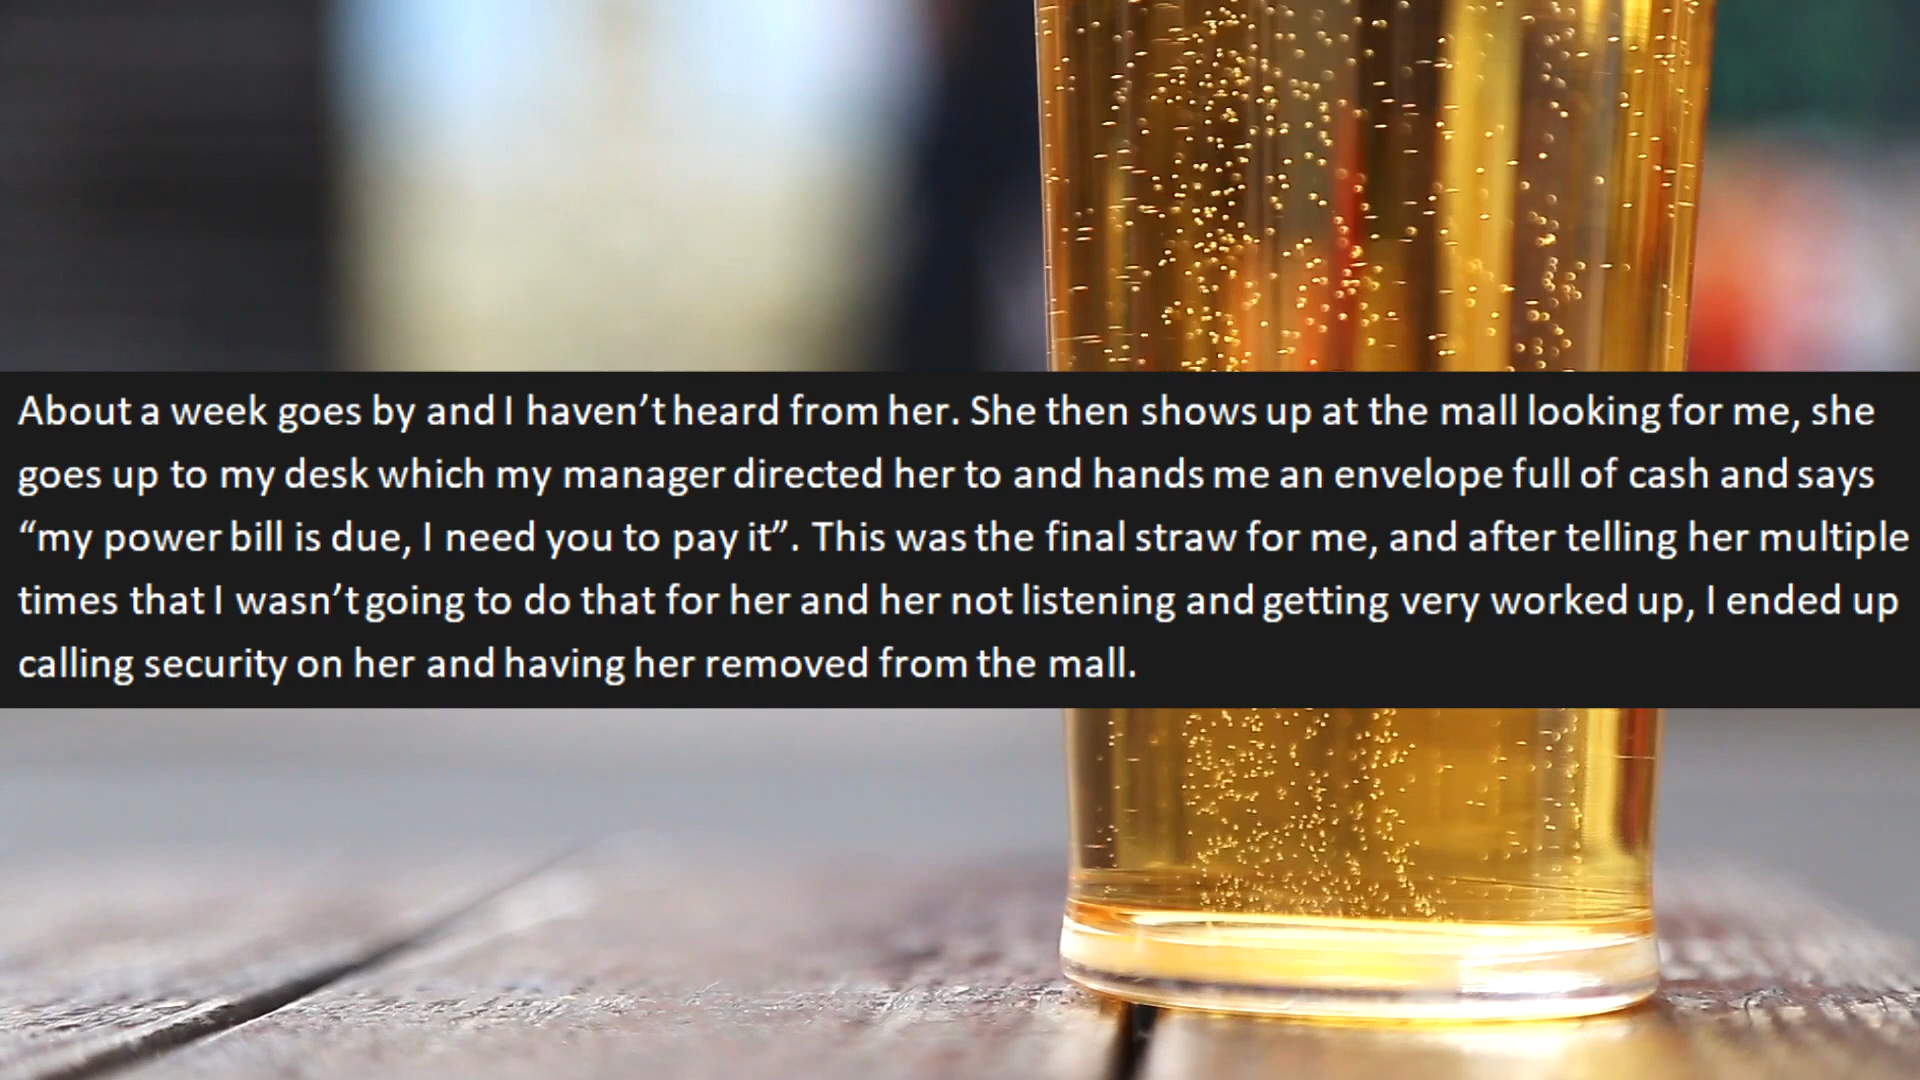 About a week goes by and I haven’t heard from her. She then shows up at the mall looking for me, she
goes up to my desk which my manager directed her to and hands me an envelope full of cash and says
“my power bill is due, I need you to pay it”. This was the final straw for me, and after telling her multiple
times that I wasn’t going to do that for her and her not listening and getting very worked up, I ended up
calling security on her and having her removed from the mall.